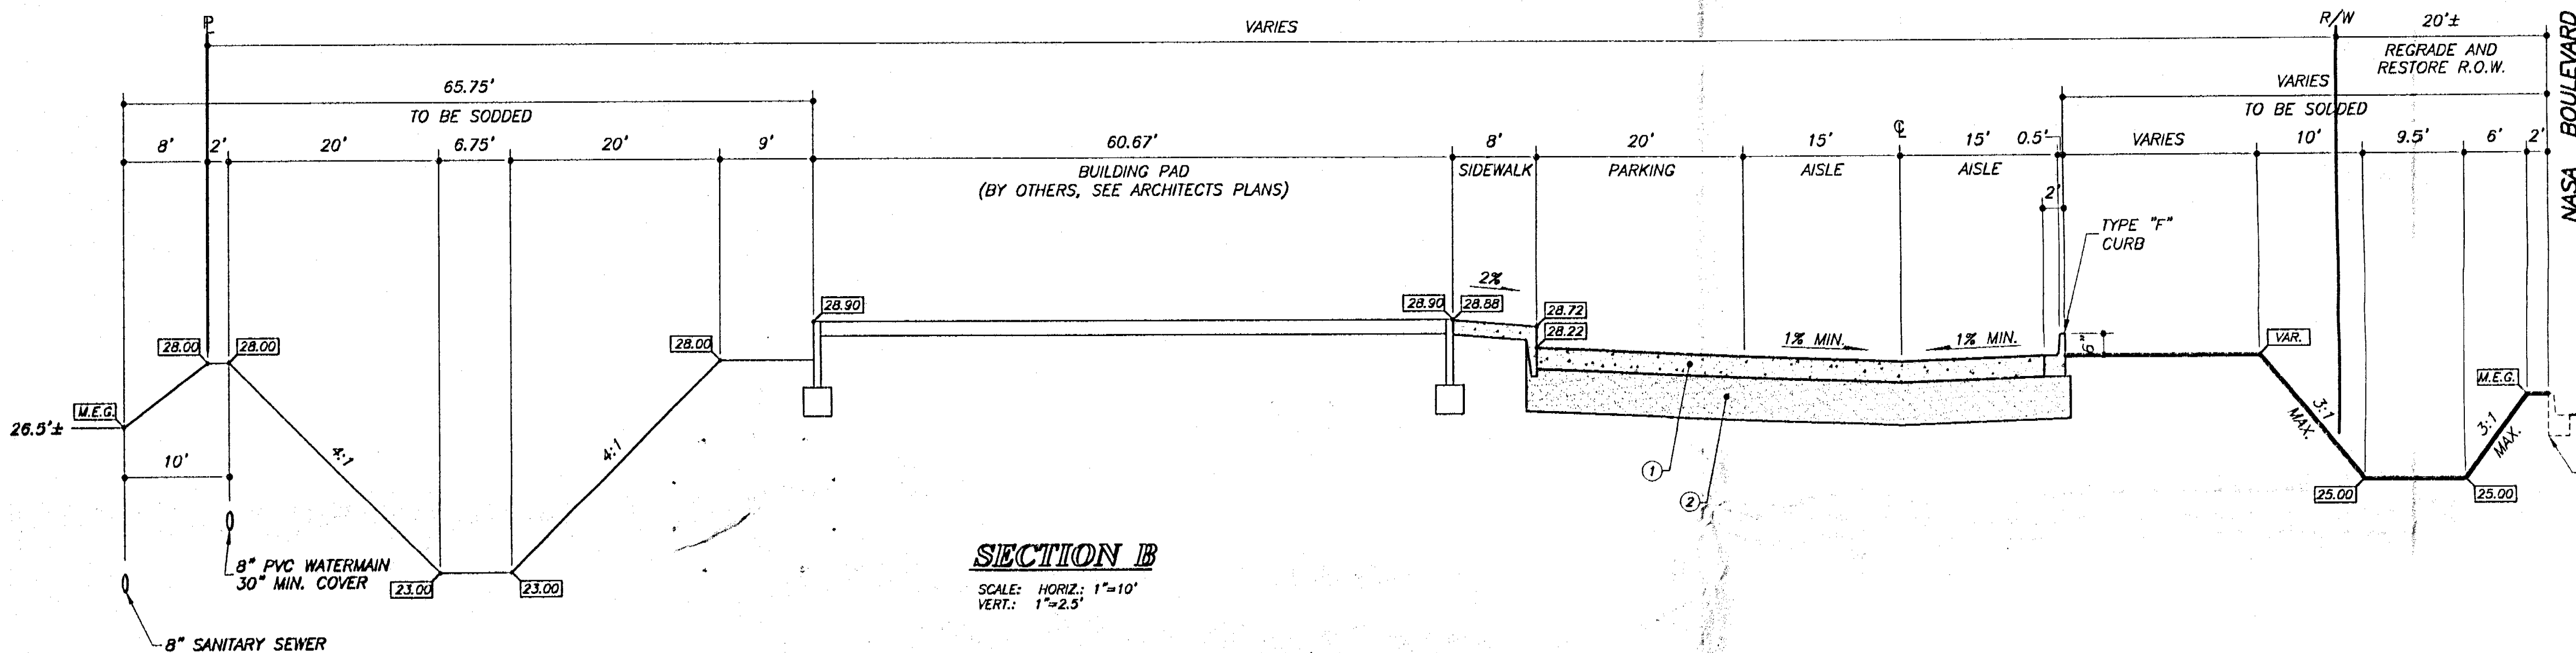 P
VARIES
R/W
20'±
REGRADE AND
RESTORE R.O.W.
NASA BOULEVARD
65.75'
TO BE SODDED
VARIES
TO BE SODDED
8'
2'
20'
6.75'
20'
9'
60.67'
BUILDING PAD
(BY OTHERS, SEE ARCHITECTS PLANS)
8'
SIDEWALK
20'
PARKING
15'
AISLE
℄
15'
AISLE
0.5'
VARIES
10'
9.5'
6'
2'
2'
TYPE "F"
CURB
28.90
28.90
2%
28.88
28.72
28.22
1% MIN.
1% MIN.
6"
VAR.
28.00
28.00
28.00
M.E.G.
26.5'±
M.E.G.
3:1
MAX.
3:1
MAX.
4:1
4:1
10'
1
2
25.00
25.00
8" PVC WATERMAIN
30" MIN. COVER
23.00
23.00
SECTION B
SCALE: HORIZ.: 1"=10'
VERT.: 1"=2.5'
8" SANITARY SEWER